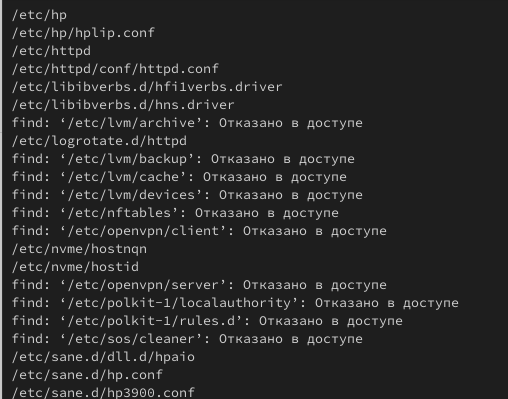 /etc/hp
/etc/hp/hplip.conf
/etc/httpd
/etc/httpd/conf/httpd.conf
/etc/libibverbs.d/hfi1verbs.driver
/etc/libibverbs.d/hns.driver
find: ‘/etc/lvm/archive’: Отказано в доступе
/etc/logrotate.d/httpd
find: ‘/etc/lvm/backup’: Отказано в доступе
find: ‘/etc/lvm/cache’: Отказано в доступе
find: ‘/etc/lvm/devices’: Отказано в доступе
find: ‘/etc/nftables’: Отказано в доступе
find: ‘/etc/openvpn/client’: Отказано в доступе
/etc/nvme/hostnqn
/etc/nvme/hostid
find: ‘/etc/openvpn/server’: Отказано в доступе
find: ‘/etc/polkit-1/localauthority’: Отказано в доступе
find: ‘/etc/polkit-1/rules.d’: Отказано в доступе
find: ‘/etc/sos/cleaner’: Отказано в доступе
/etc/sane.d/dll.d/hpaio
/etc/sane.d/hp.conf
/etc/sane.d/hp3900.conf